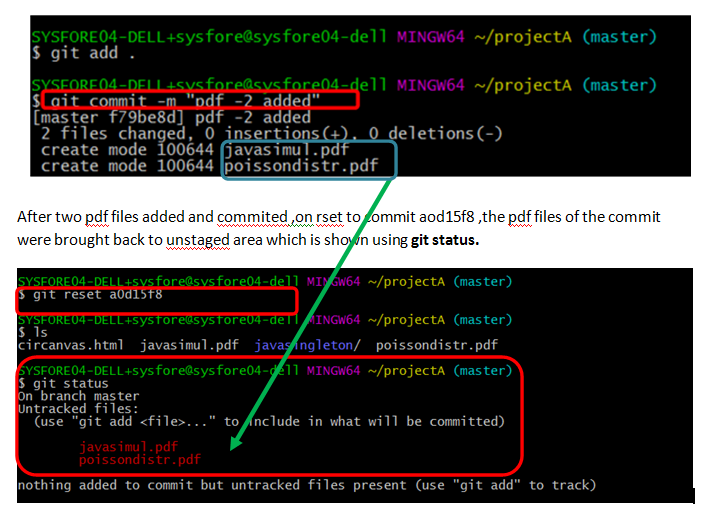 SYSFORE04-DELL+sysfore@sysfore04-dell MINGW64 ~/projectA (master)
$ git add .
SYSFORE04-DELL+sysfore@sysfore04-dell MINGW64 ~/projectA (master)
$ git commit -m "pdf -2 added"
[master f79be8d] pdf -2 added
2 files changed, 0 insertions(+), 0 deletions(-)
create mode 100644 javasimul.pdf
create mode 100644 poissondistr.pdf
After two pdf files added and commited ,on rset to commit aod15f8 ,the pdf files of the commit
were brought back to unstaged area which is shown using git status.
SYSFORE04-DELL+sysfore@sysfore04-dell MINGW64 ~/projectA (master)
$ git reset a0d15f8
SYSFORE04-DELL+sysfore@sysfore04-dell MINGW64 ~/projectA (master)
$ ls
circanvas.html javasimul.pdf javasingleton/ poissondistr.pdf
SYSFORE04-DELL+sysfore@sysfore04-dell MINGW64 ~/projectA (master)
$ git status
On branch master
Untracked files:
(use "git add <file>..." to include in what will be committed)
javasimul.pdf
poissondistr.pdf
nothing added to commit but untracked files present (use "git add" to track)